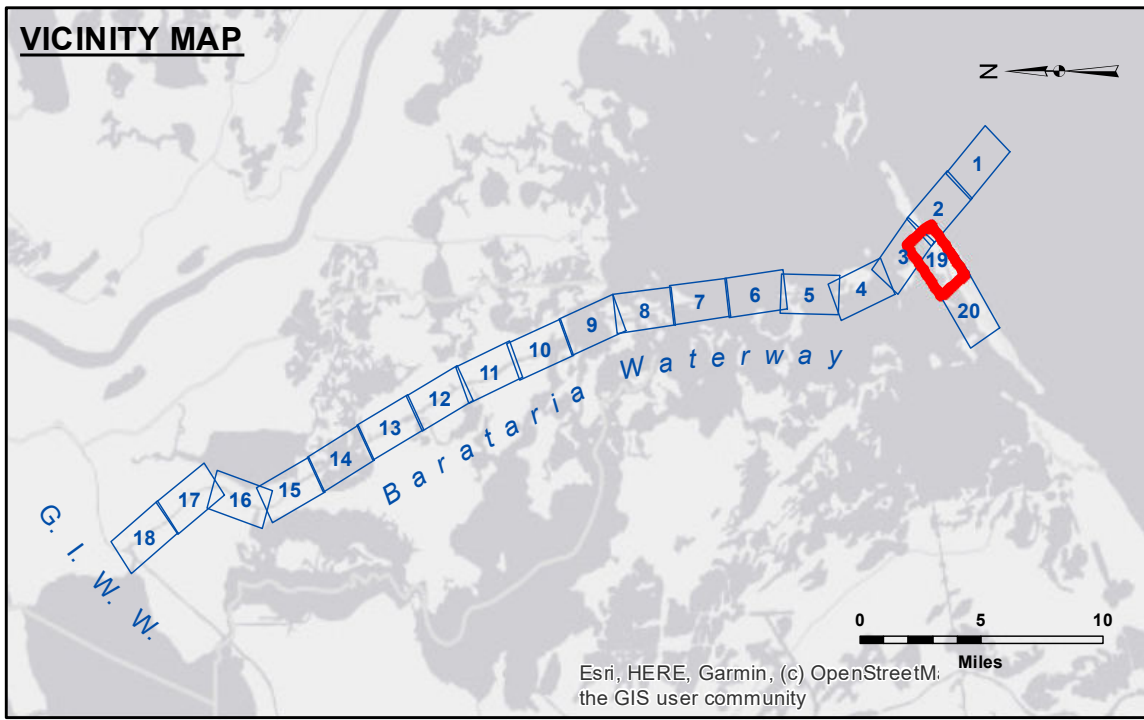 VICINITY MAP
N
1
2
3
19
20
4
5
6
7
8
9
10
11
12
13
14
15
16
17
18
Barataria Waterway
G. I. W. W.
0 5 10
Miles
Esri, HERE, Garmin, (c) OpenStreetM
the GIS user community